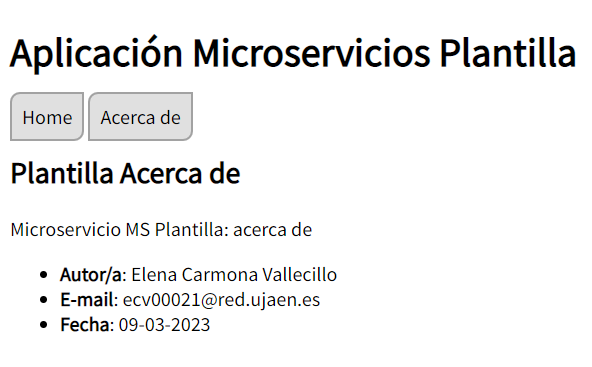 Aplicación Microservicios Plantilla
Home Acerca de
Plantilla Acerca de
Microservicio MS Plantilla: acerca de
Autor/a: Elena Carmona Vallecillo
E-mail: ecv00021@red.ujaen.es
Fecha: 09-03-2023